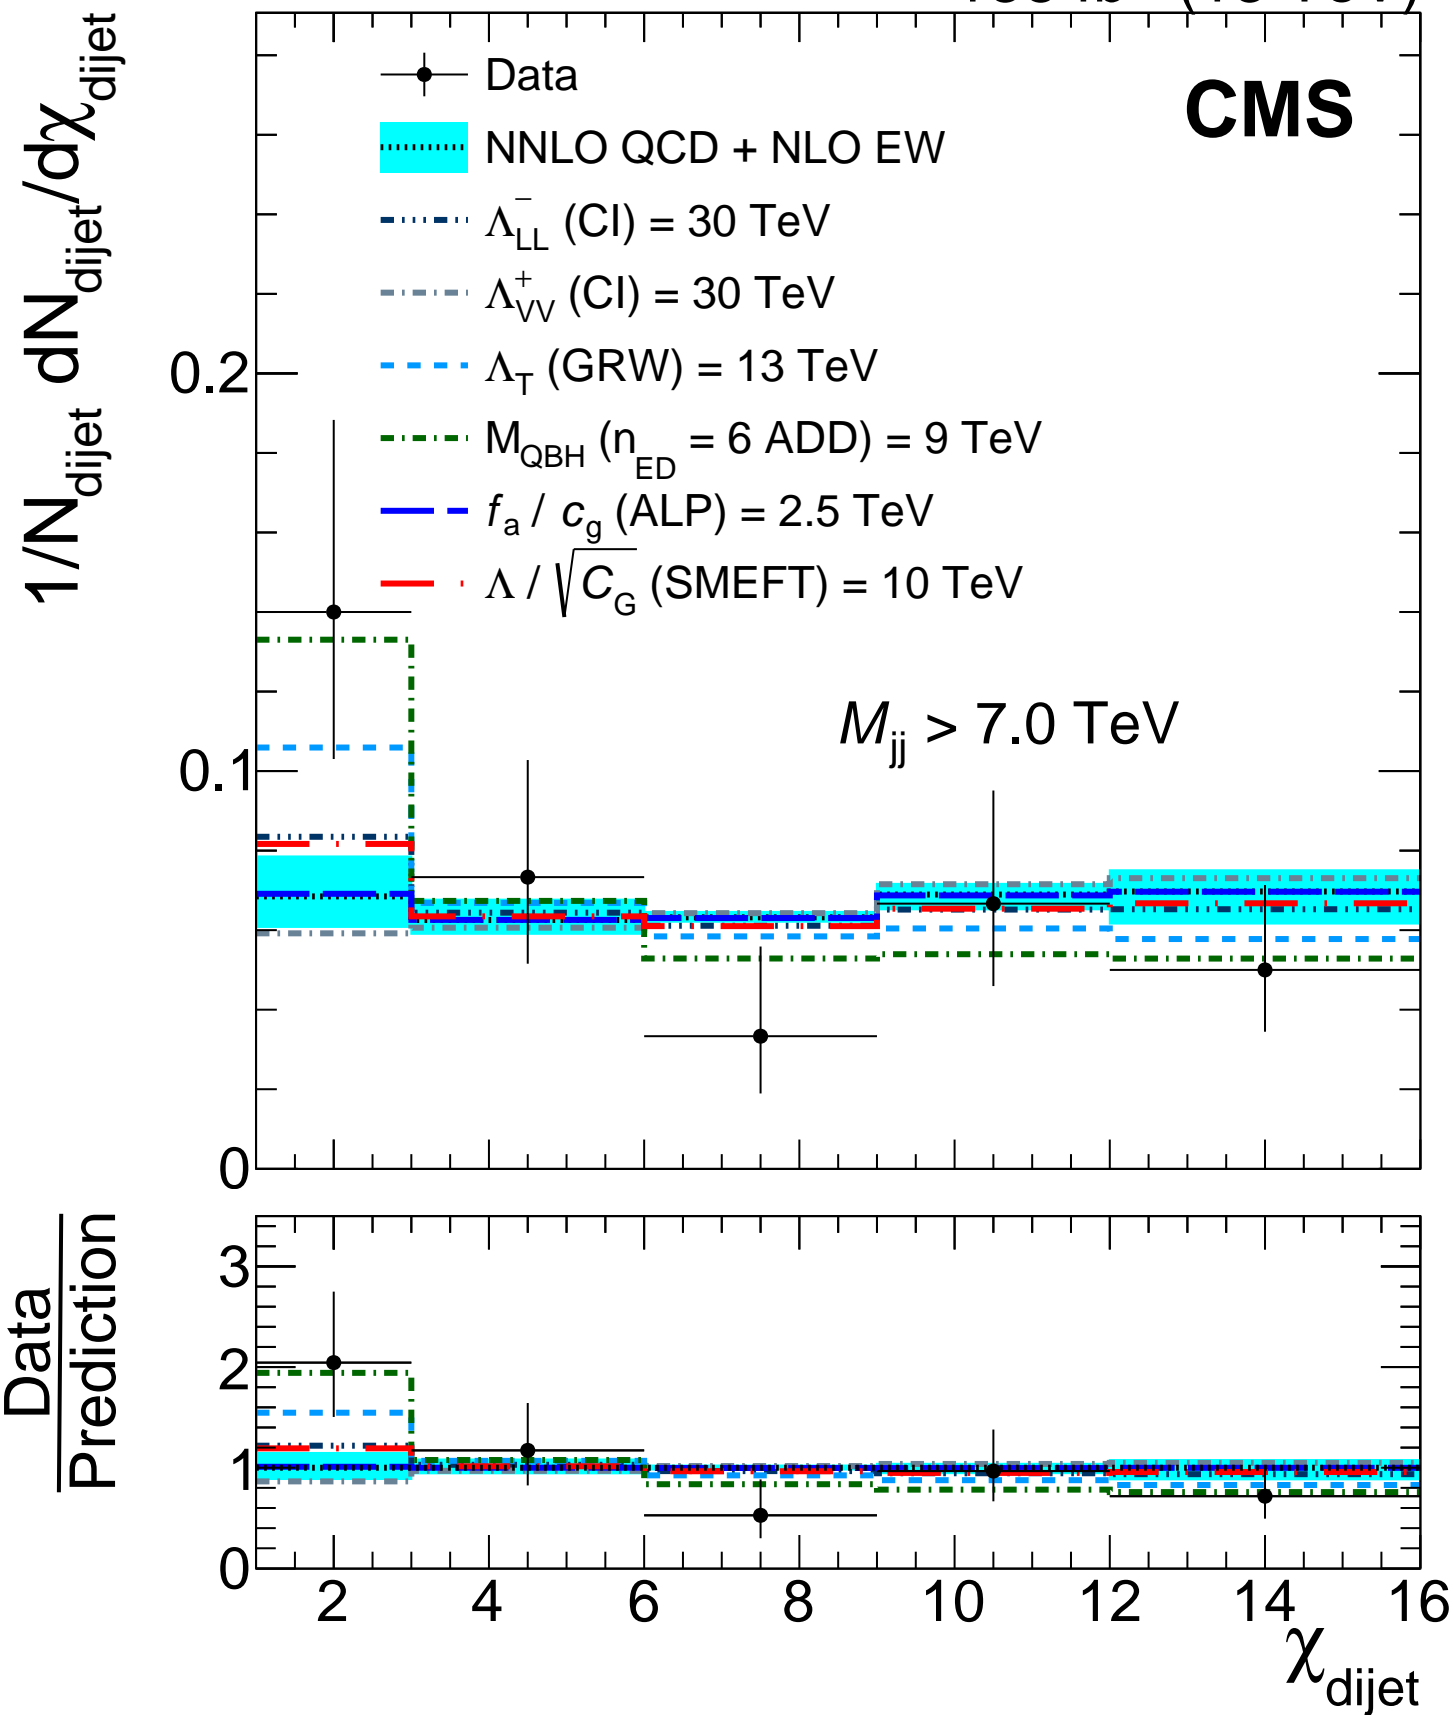 CMS
Data
NNLO QCD + NLO EW
Λ⁻LL (CI) = 30 TeV
Λ⁺VV (CI) = 30 TeV
ΛT (GRW) = 13 TeV
MQBH (nED = 6 ADD) = 9 TeV
fa / cg (ALP) = 2.5 TeV
Λ / √CG (SMEFT) = 10 TeV
Mjj > 7.0 TeV
1/Ndijet dNdijet/dχdijet
0.2
0.1
0
Data
Prediction
3
2
1
0
2 4 6 8 10 12 14 16
χdijet